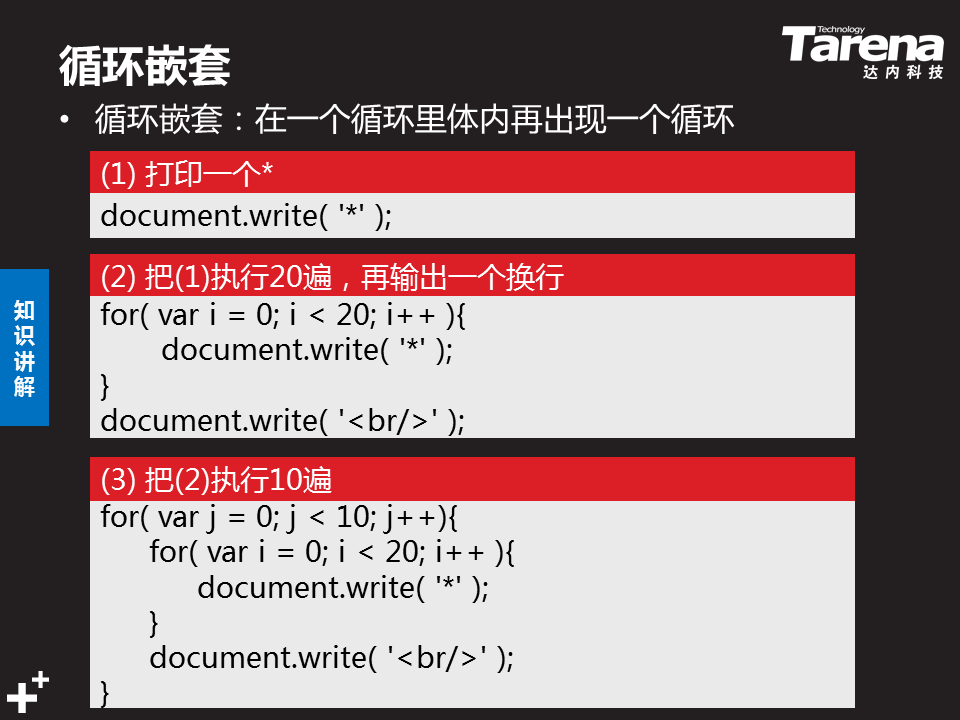 Technology
Tarena
达内科技
循环嵌套
• 循环嵌套：在一个循环里体内再出现一个循环
(1) 打印一个*
document.write( '*' );
(2) 把(1)执行20遍，再输出一个换行
for( var i = 0; i < 20; i++ ){
document.write( '*' );
}
document.write( '<br/>' );
知
识
讲
解
(3) 把(2)执行10遍
for( var j = 0; j < 10; j++){
for( var i = 0; i < 20; i++ ){
document.write( '*' );
}
document.write( '<br/>' );
}